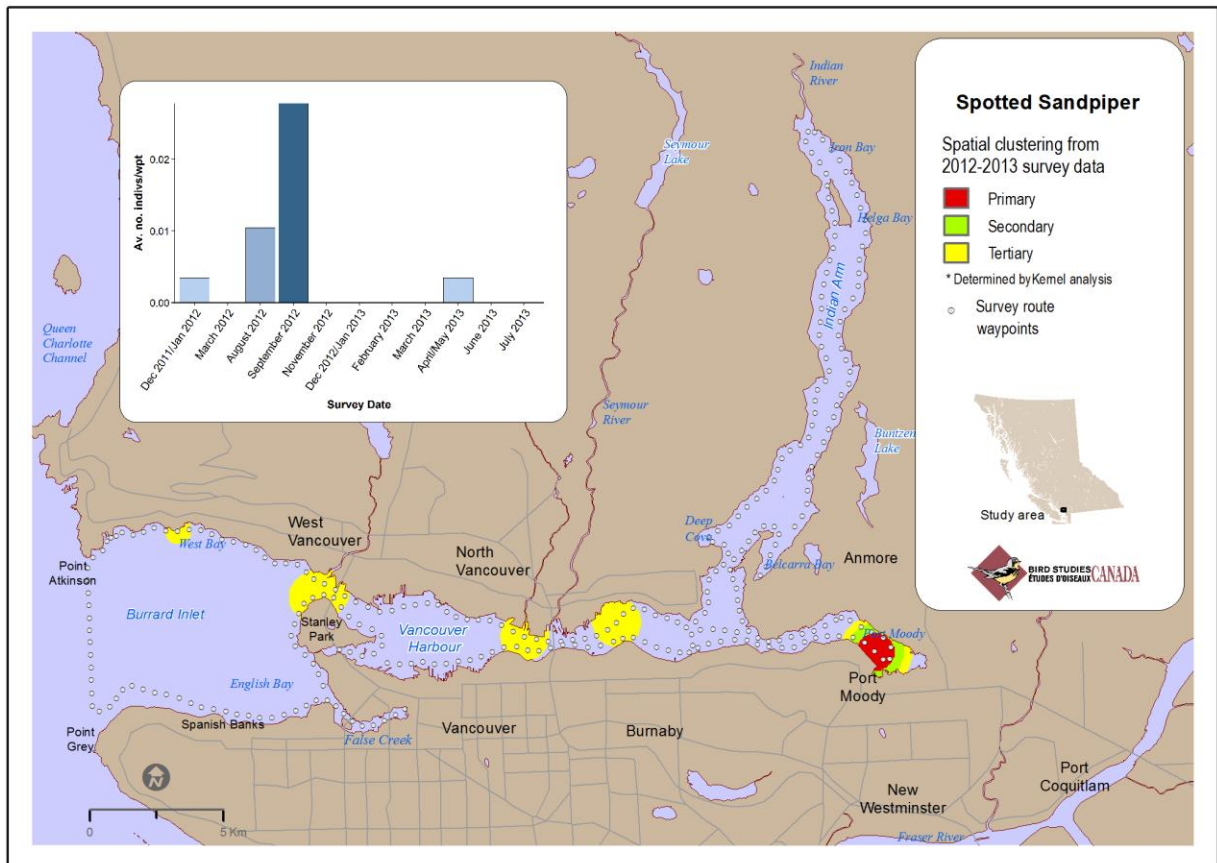 Av. no. indivs/wpt
0.02
0.01
0.00
Dec 2011/Jan 2012
March 2012
August 2012
September 2012
November 2012
Dec 2012/Jan 2013
February 2013
March 2013
April/May 2013
June 2013
July 2013
Survey Date
Spotted Sandpiper
Spatial clustering from
2012-2013 survey data
Primary
Secondary
Tertiary
* Determined by Kernel analysis
Survey route
waypoints
Study area
BIRD STUDIES
ÉTUDES D'OISEAUX
CANADA
Indian
River
Iron Bay
Seymour
Lake
Helga Bay
Indian Arm
Queen
Charlotte
Channel
Seymour
River
Buntzen
Lake
Deep
Cove
Belcarra Bay
Anmore
West
Vancouver
West Bay
North
Vancouver
Point
Atkinson
Burrard Inlet
Stanley
Park
Vancouver
Harbour
Port Moody
Port
Moody
English Bay
Spanish Banks
False Creek
Vancouver
Burnaby
Point
Grey
New
Westminster
Port
Coquitlam
Fraser River
N
0
5 Km